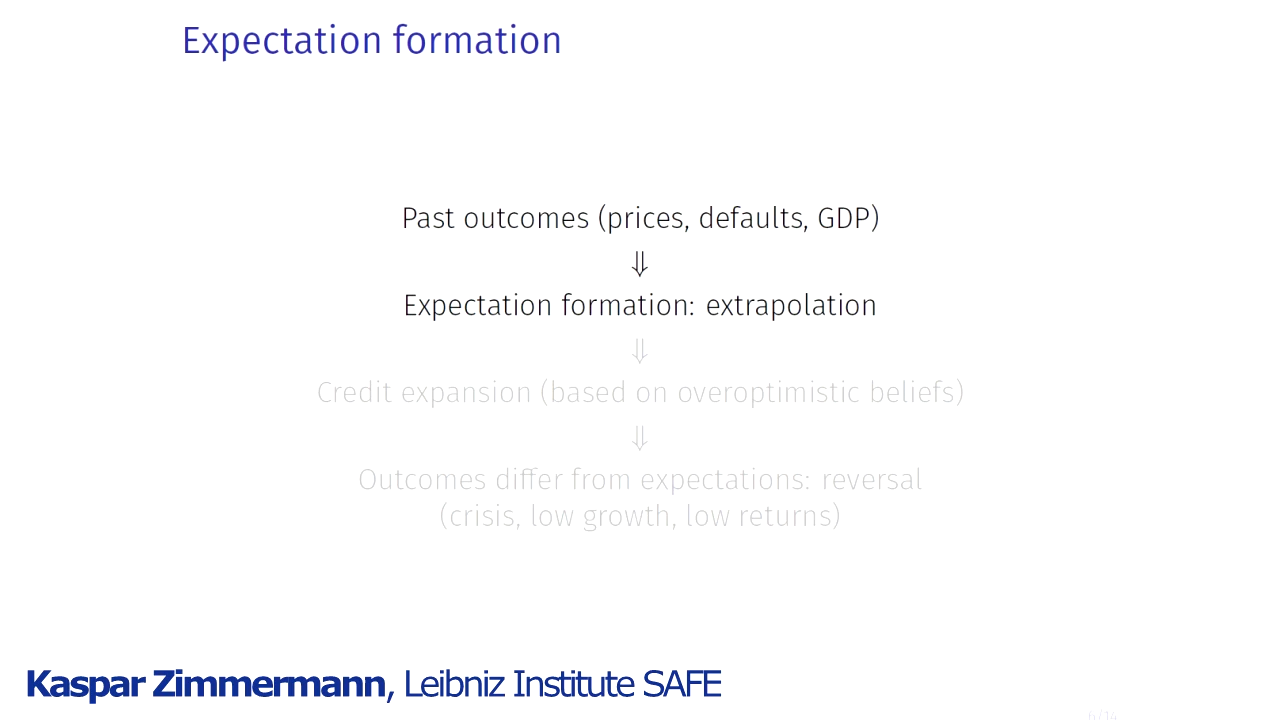 Expectation formation
Past outcomes (prices, defaults, GDP)
⇓
Expectation formation: extrapolation
⇓
Credit expansion (based on overoptimistic beliefs)
⇓
Outcomes differ from expectations: reversal
(crisis, low growth, low returns)
Kaspar Zimmermann, Leibniz Institute SAFE